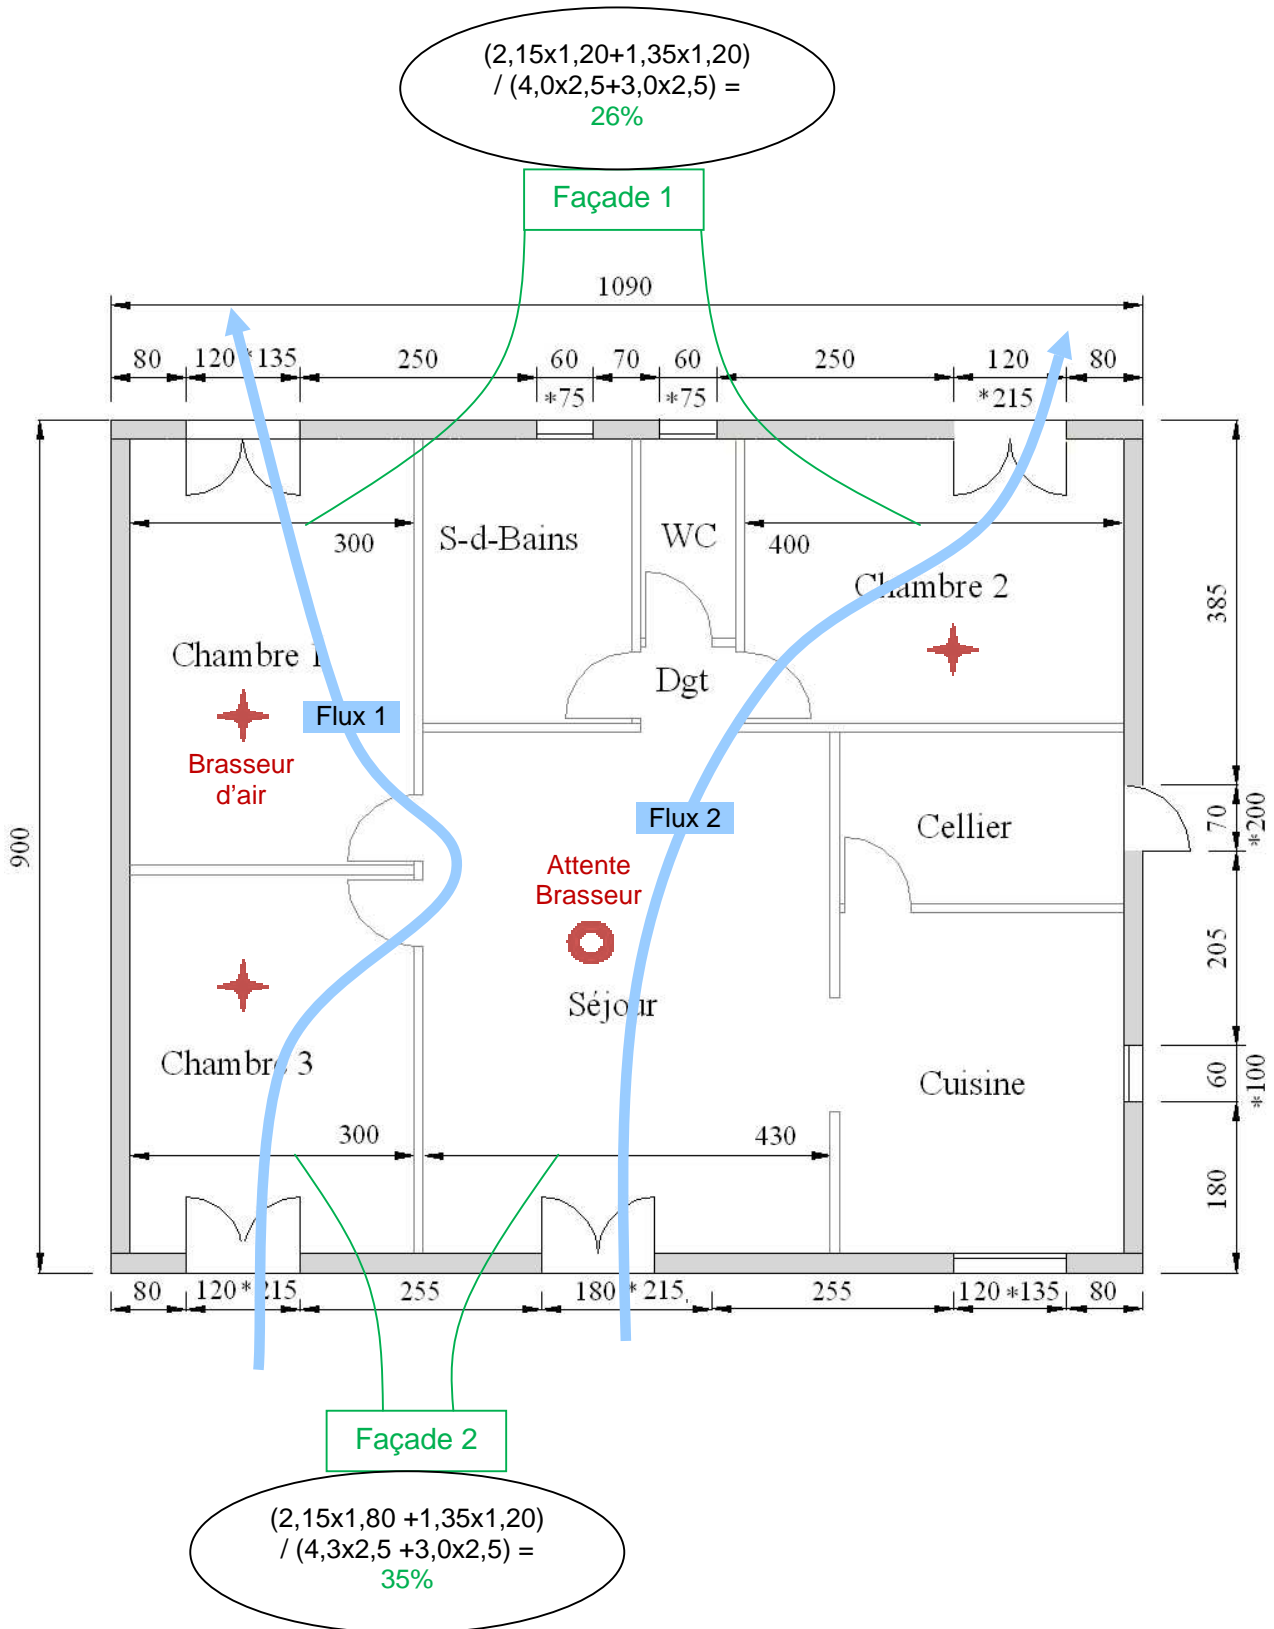 (2,15x1,20+1,35x1,20)
/ (4,0x2,5+3,0x2,5) =
26%
Façade 1
1090
80 120 *135 250 60 70 60 250 120 80
*75 *75 *215
300 S-d-Bains WC 400
Chambre 2
385
Chambre 1
Dgt
Flux 1
Brasseur
d'air
Flux 2
Cellier
70 *200
900
Attente
Brasseur
205
Séjour
Chambre 3
Cuisine
60 *100
300 430
180
80 120 *215 255 180 *215 255 120 *135 80
Façade 2
(2,15x1,80 +1,35x1,20)
/ (4,3x2,5 +3,0x2,5) =
35%